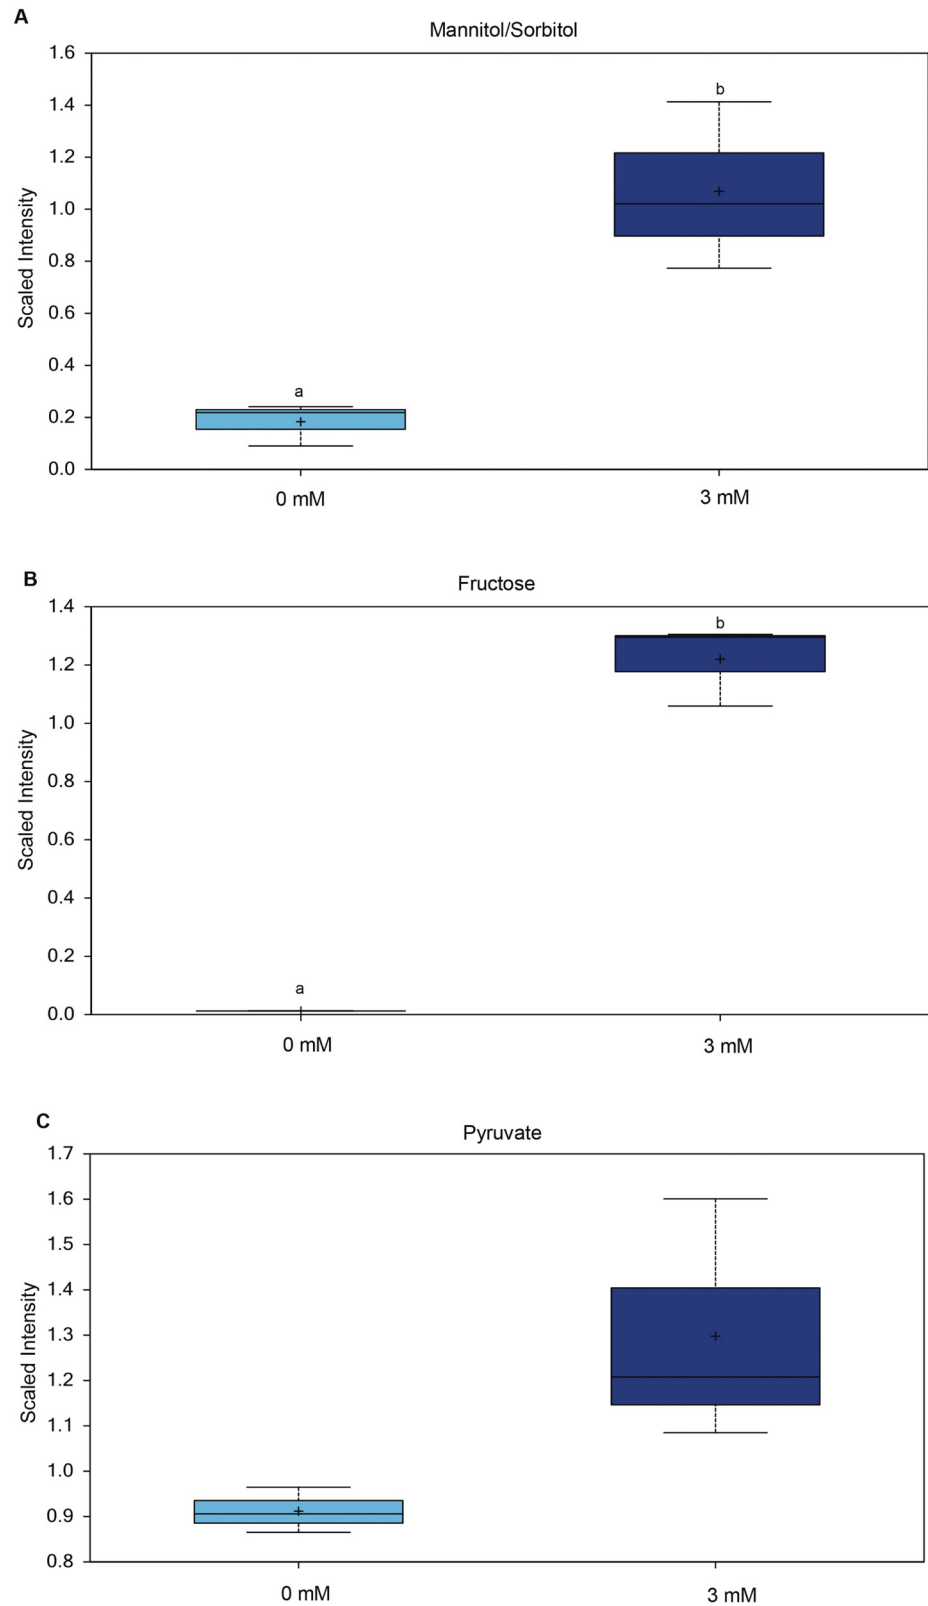 A
Mannitol/Sorbitol
1.6
1.4
1.2
1.0
0.8
0.6
0.4
0.2
0.0
Scaled Intensity
a
b
0 mM
3 mM
B
Fructose
1.4
1.2
1.0
0.8
0.6
0.4
0.2
0.0
Scaled Intensity
a
b
0 mM
3 mM
C
Pyruvate
1.7
1.6
1.5
1.4
1.3
1.2
1.1
1.0
0.9
0.8
Scaled Intensity
0 mM
3 mM